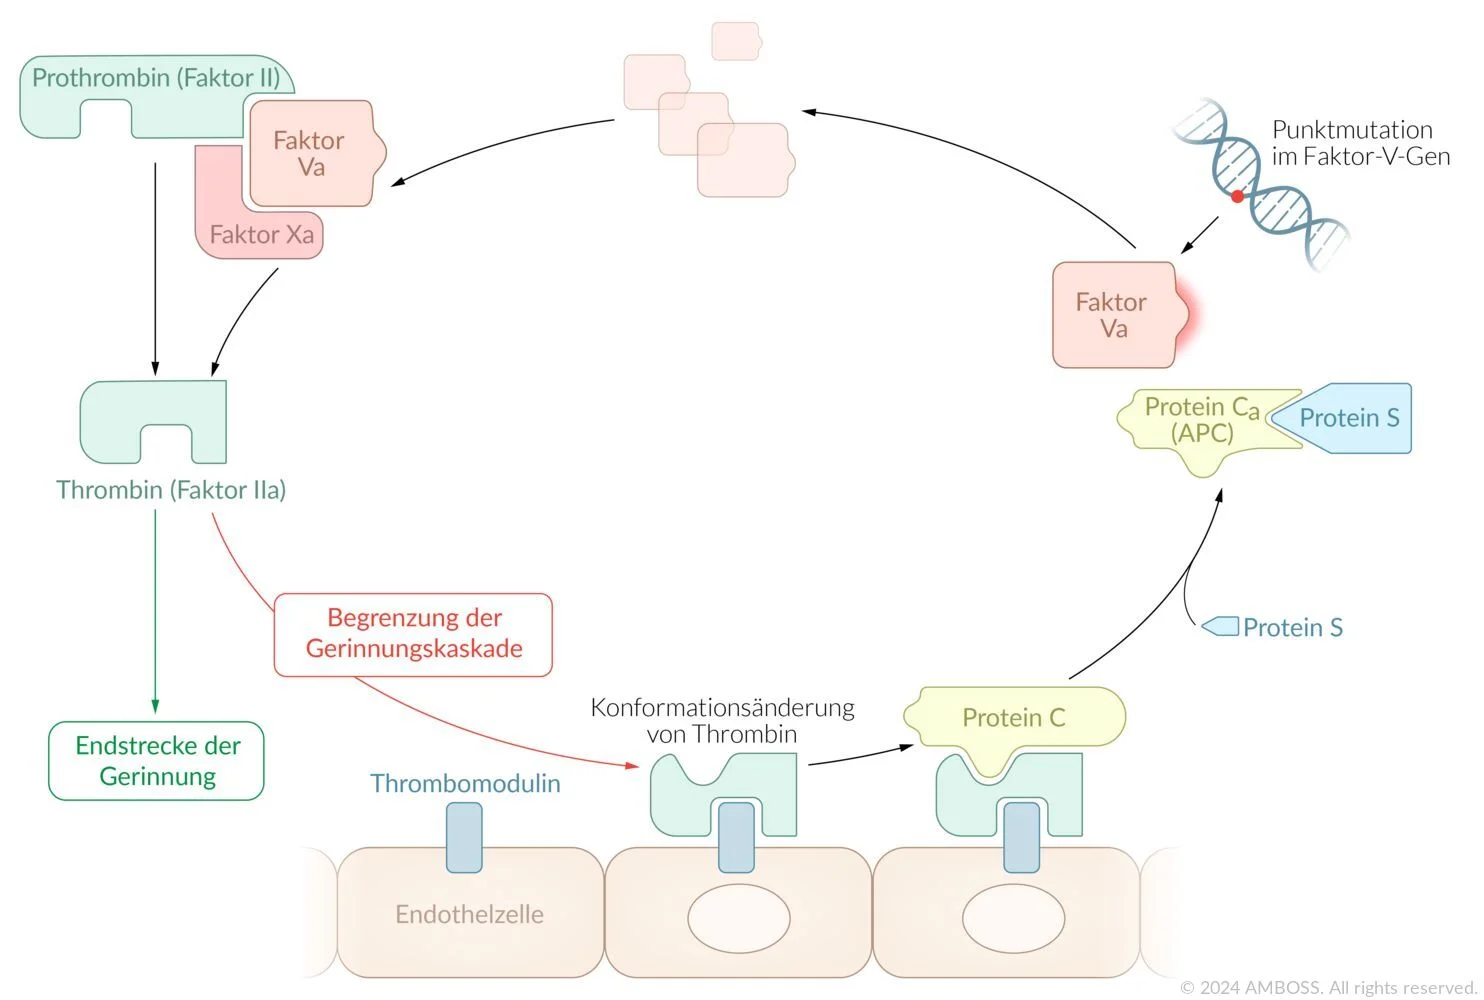 Prothrombin (Faktor II)
Faktor
Va
Faktor Xa
Punktmutation
im Faktor-V-Gen
Faktor
Va
Protein Ca
(APC)
Protein S
Thrombin (Faktor IIa)
Begrenzung der
Gerinnungskaskade
Protein S
Endstrecke der
Gerinnung
Konformationsänderung
von Thrombin
Protein C
Thrombomodulin
Endothelzelle
© 2024 AMBOSS. All rights reserved.